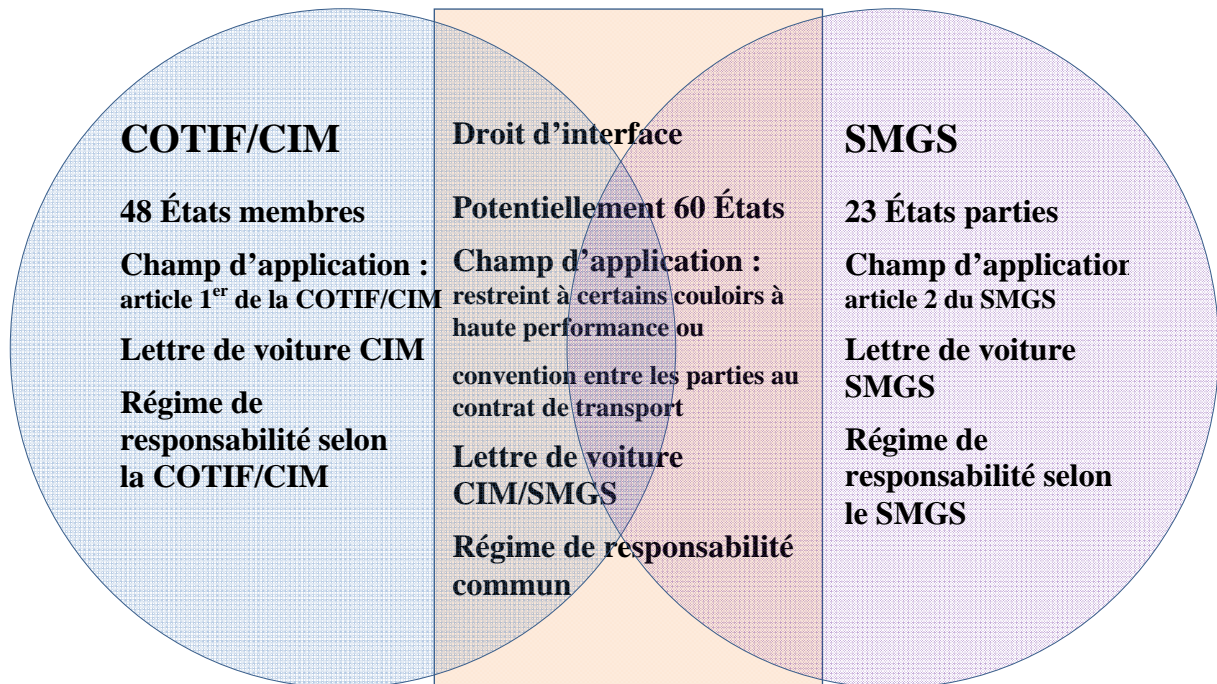 COTIF/CIM
48 États membres
Champ d’application :
article 1er de la COTIF/CIM
Lettre de voiture CIM
Régime de
responsabilité selon
la COTIF/CIM
Droit d’interface
Potentiellement 60 États
Champ d’application :
restreint à certains couloirs à
haute performance ou
convention entre les parties au
contrat de transport
Lettre de voiture
CIM/SMGS
Régime de responsabilité
commun
SMGS
23 États parties
Champ d’application
article 2 du SMGS
Lettre de voiture
SMGS
Régime de
responsabilité selon
le SMGS